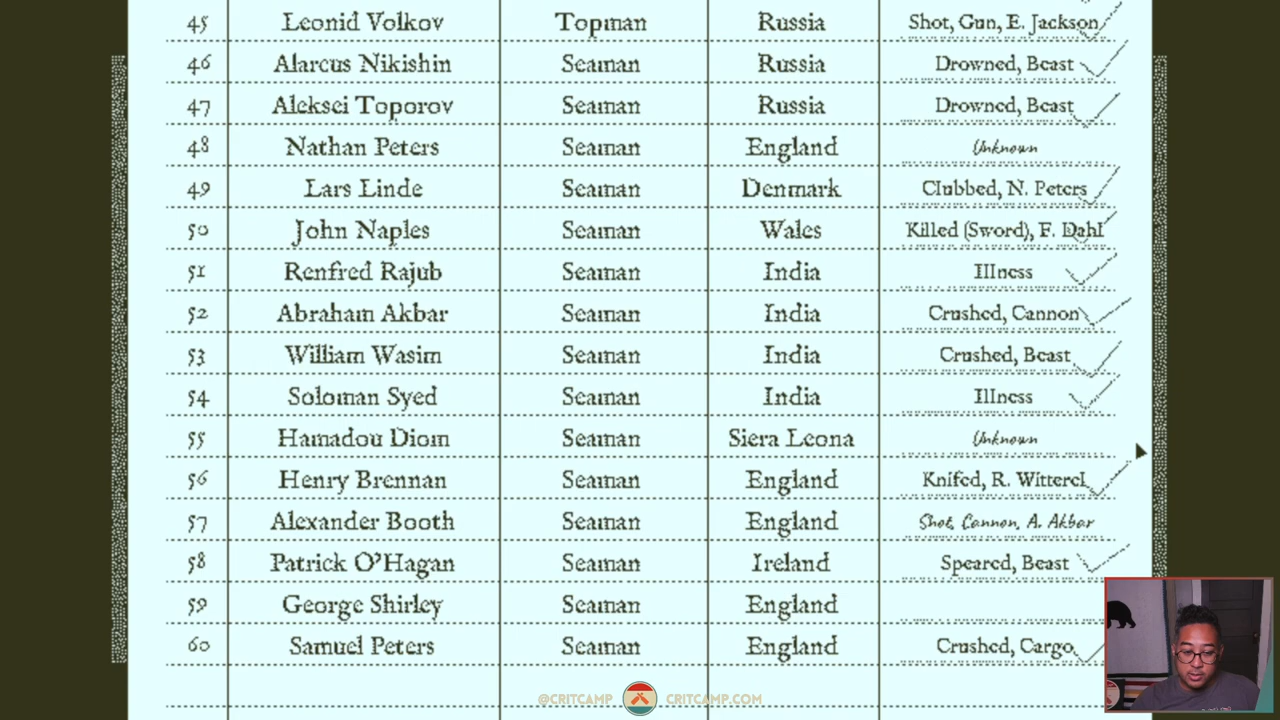 45 Leonid Volkov Topman Russia Shot, Gun, E. Jackson
46 Alarcus Nikishin Seaman Russia Drowned, Beast
47 Aleksei Toporov Seaman Russia Drowned, Beast
48 Nathan Peters Seaman England Unknown
49 Lars Linde Seaman Denmark Clubbed, N. Peters
50 John Naples Seaman Wales Killed (Sword), F. Dahl
51 Renfred Rajub Seaman India Illness
52 Abraham Akbar Seaman India Crushed, Cannon
53 William Wasim Seaman India Crushed, Beast
54 Soloman Syed Seaman India Illness
55 Hamadou Diom Seaman Siera Leona Unknown
56 Henry Brennan Seaman England Knifed, R. Witterel
57 Alexander Booth Seaman England Shot, Cannon, A. Akbar
58 Patrick O'Hagan Seaman Ireland Speared, Beast
59 George Shirley Seaman England
60 Samuel Peters Seaman England Crushed, Cargo
@CRITCAMP CRITCAMP.COM